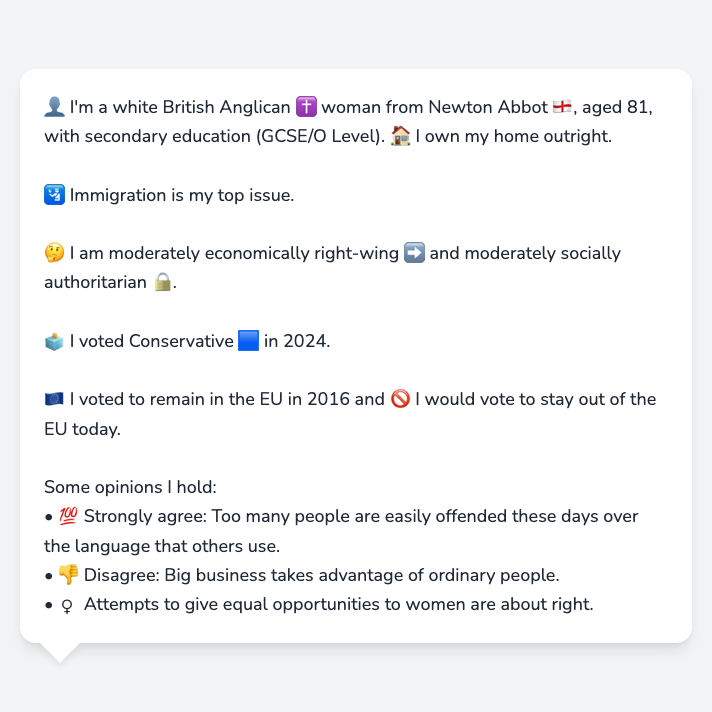 👤 I'm a white British Anglican ✝️ woman from Newton Abbot 🏴󠁧󠁢󠁥󠁮󠁧󠁿, aged 81,
with secondary education (GCSE/O Level). 🏠 I own my home outright.
🛂 Immigration is my top issue.
🤔 I am moderately economically right-wing ➡️ and moderately socially
authoritarian 🔒.
🗳️ I voted Conservative 🟦 in 2024.
🇪🇺 I voted to remain in the EU in 2016 and 🚫 I would vote to stay out of the
EU today.
Some opinions I hold:
• 💯 Strongly agree: Too many people are easily offended these days over
the language that others use.
• 👎 Disagree: Big business takes advantage of ordinary people.
• ♀ Attempts to give equal opportunities to women are about right.